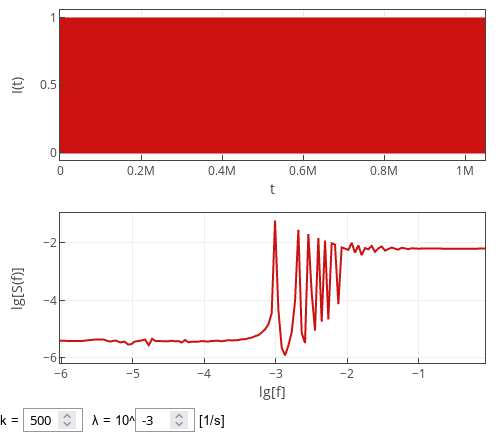 1
0.5
0
I(t)
0 0.2M 0.4M 0.6M 0.8M 1M
t
−2
−4
−6
lg[S(f)]
−6 −5 −4 −3 −2 −1
lg[f]
k = 500 λ = 10^ -3 [1/s]